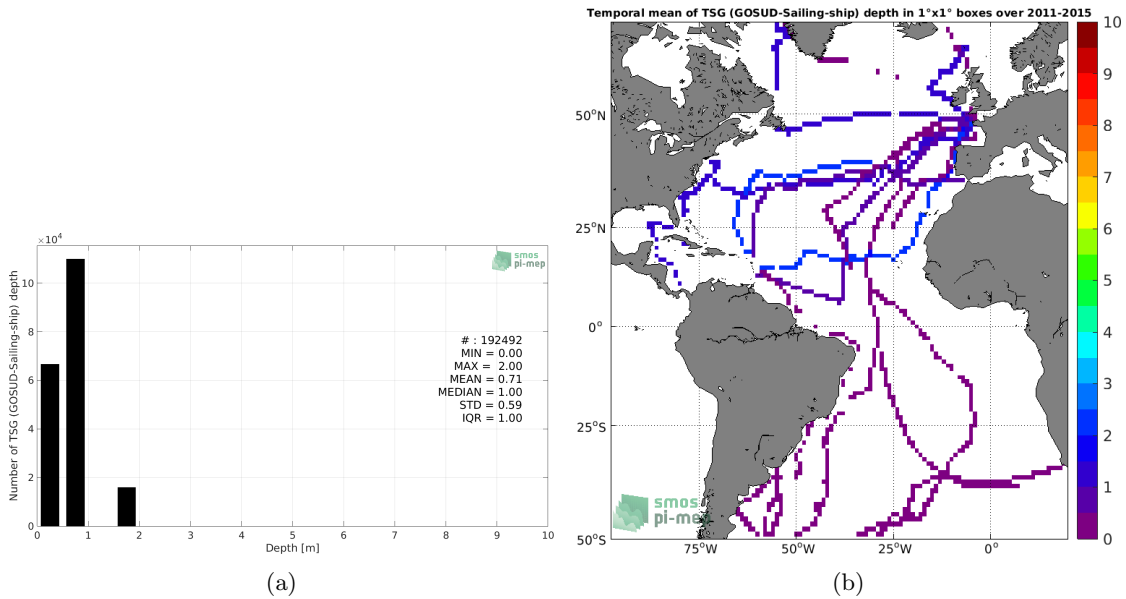 ×10⁴
10
8
6
4
2
0
Number of TSG (GOSUD-Sailing-ship) depth
smos
pi-mep
# : 192492
MIN = 0.00
MAX = 2.00
MEAN = 0.71
MEDIAN = 1.00
STD = 0.59
IQR = 1.00
0 1 2 3 4 5 6 7 8 9 10
Depth [m]
(a)
Temporal mean of TSG (GOSUD-Sailing-ship) depth in 1°x1° boxes over 2011-2015
50°N
25°N
0°
25°S
50°S
75°W 50°W 25°W 0°
smos
pi-mep
10
9
8
7
6
5
4
3
2
1
0
(b)